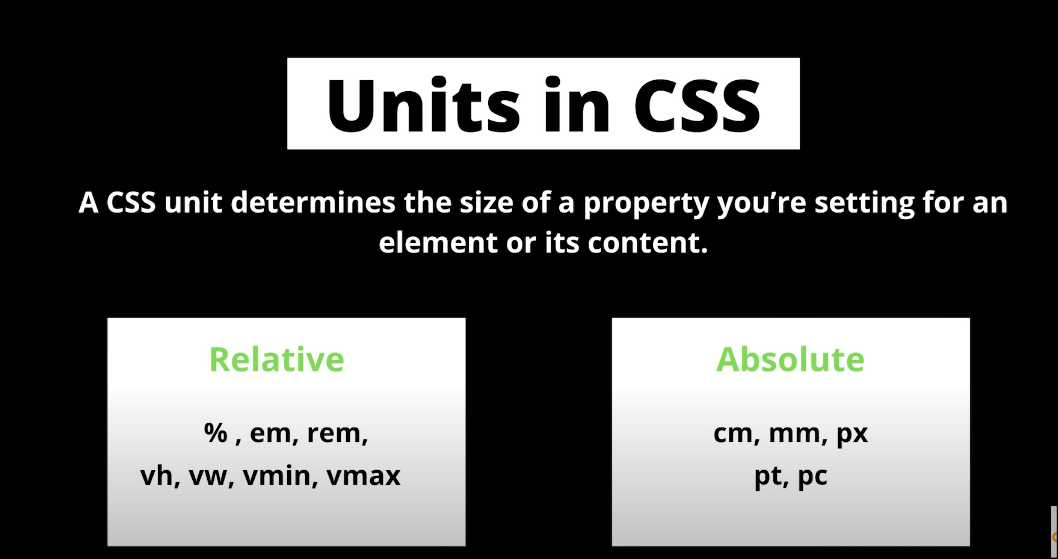 Units in CSS
A CSS unit determines the size of a property you’re setting for an
element or its content.
Relative
% , em, rem,
vh, vw, vmin, vmax
Absolute
cm, mm, px
pt, pc